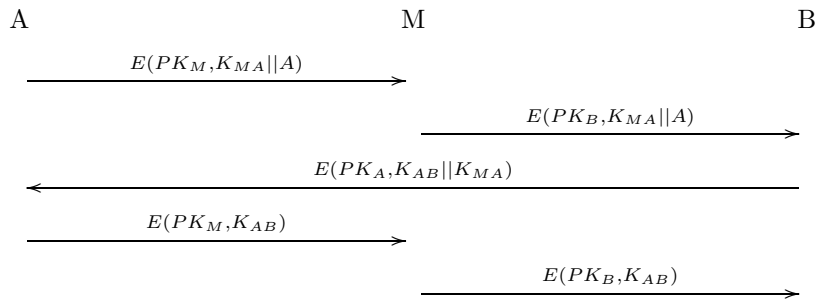 A M B
E(PK_M,K_{MA}||A)
E(PK_B,K_{MA}||A)
E(PK_A,K_{AB}||K_{MA})
E(PK_M,K_{AB})
E(PK_B,K_{AB})